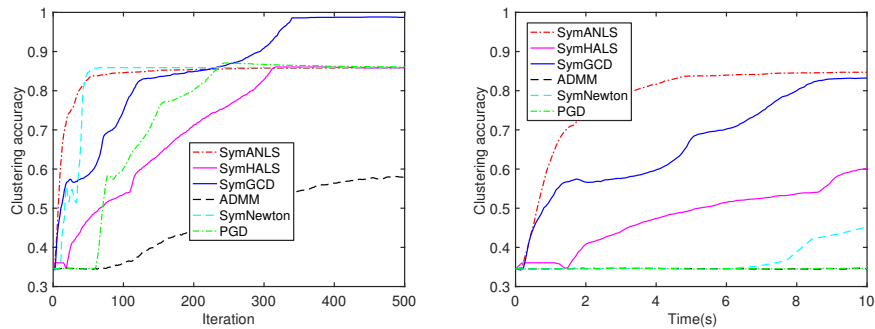 1
0.9
0.8
0.7
0.6
0.5
0.4
0.3
Clustering accuracy
SymANLS
SymHALS
SymGCD
ADMM
SymNewton
PGD
0 100 200 300 400 500
Iteration
1
0.9
0.8
0.7
0.6
0.5
0.4
0.3
Clustering accuracy
SymANLS
SymHALS
SymGCD
ADMM
SymNewton
PGD
0 2 4 6 8 10
Time(s)